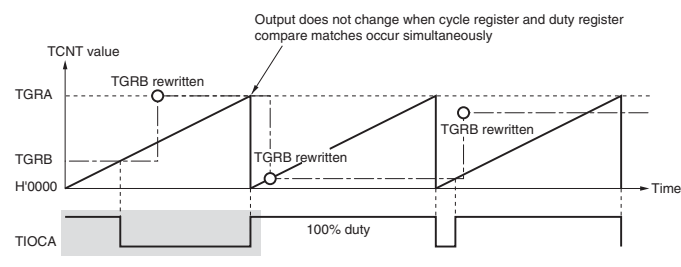 Output does not change when cycle register and duty register
compare matches occur simultaneously
TCNT value
TGRB rewritten
TGRA
TGRB rewritten
TGRB
TGRB rewritten
H'0000
Time
100% duty
TIOCA